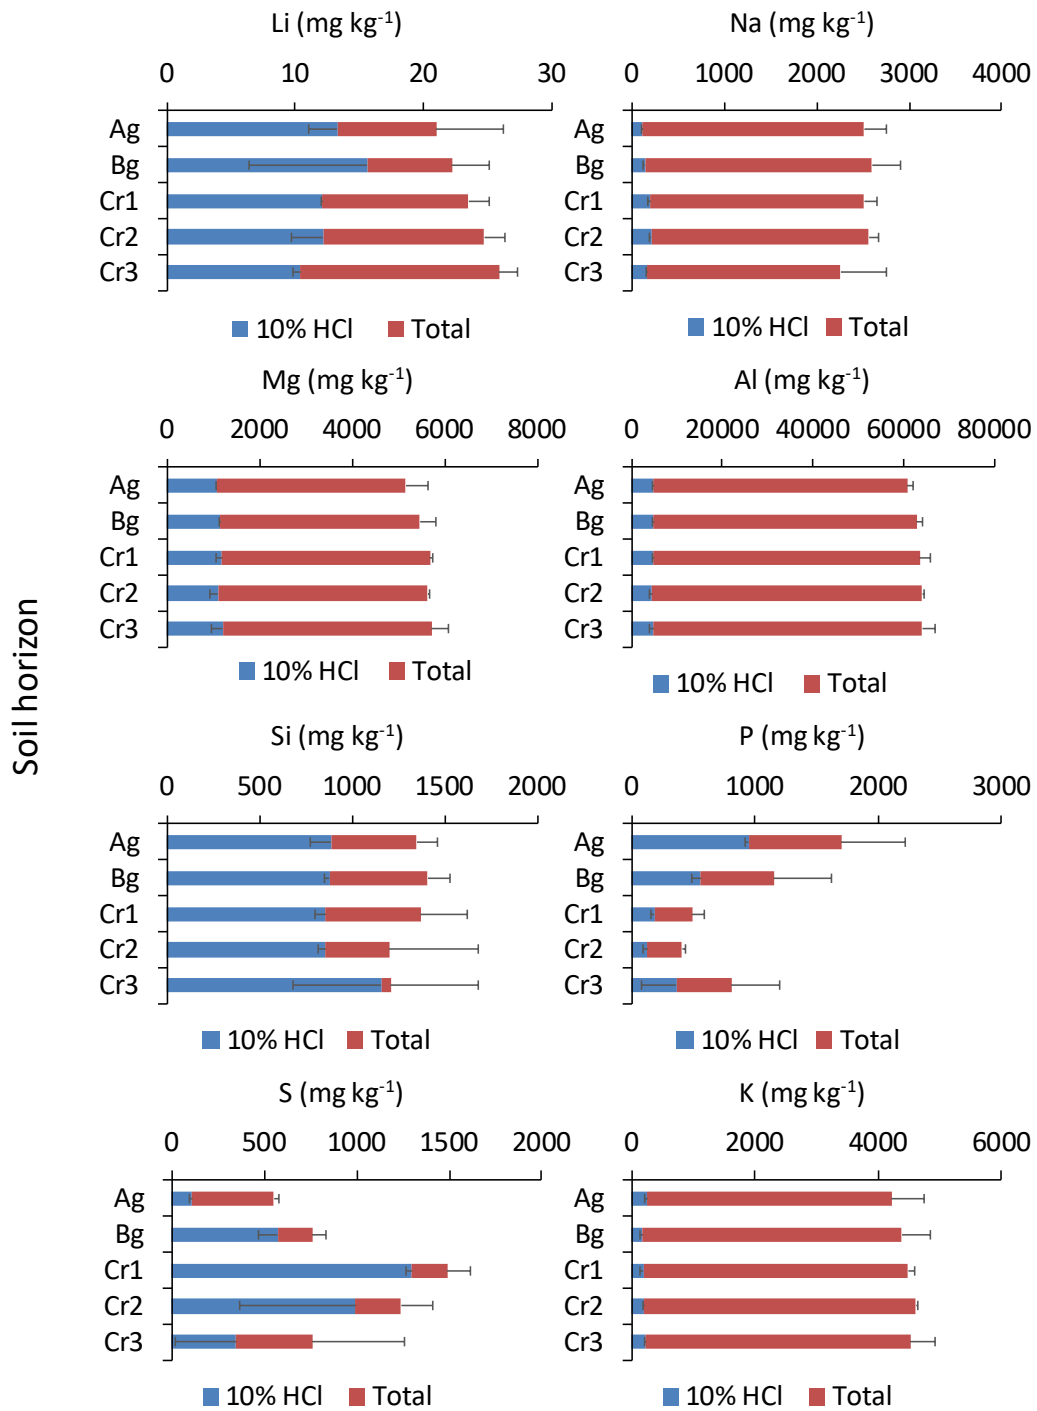 Soil horizon
Li (mg kg⁻¹)
0 10 20 30
Ag
Bg
Cr1
Cr2
Cr3
10% HCl Total
Na (mg kg⁻¹)
0 1000 2000 3000 4000
Ag
Bg
Cr1
Cr2
Cr3
10% HCl Total
Mg (mg kg⁻¹)
0 2000 4000 6000 8000
Ag
Bg
Cr1
Cr2
Cr3
10% HCl Total
Al (mg kg⁻¹)
0 20000 40000 60000 80000
Ag
Bg
Cr1
Cr2
Cr3
10% HCl Total
Si (mg kg⁻¹)
0 500 1000 1500 2000
Ag
Bg
Cr1
Cr2
Cr3
10% HCl Total
P (mg kg⁻¹)
0 1000 2000 3000
Ag
Bg
Cr1
Cr2
Cr3
10% HCl Total
S (mg kg⁻¹)
0 500 1000 1500 2000
Ag
Bg
Cr1
Cr2
Cr3
10% HCl Total
K (mg kg⁻¹)
0 2000 4000 6000
Ag
Bg
Cr1
Cr2
Cr3
10% HCl Total